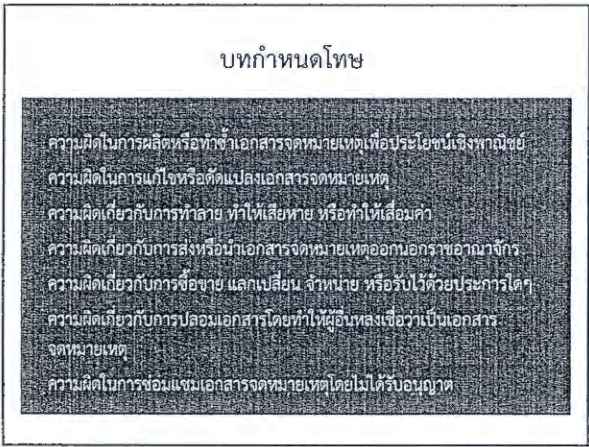 บทกำหนดโทษ
ความผิดในการผลิตหรือทำซ้ำเอกสารจดหมายเหตุเพื่อประโยชน์เชิงพาณิชย์
ความผิดในการแก้ไขหรือดัดแปลงเอกสารจดหมายเหตุ
ความผิดเกี่ยวกับการทำลาย ทำให้เสียหาย หรือทำให้เสื่อมค่า
ความผิดเกี่ยวกับการส่งหรือนำเอกสารจดหมายเหตุออกนอกราชอาณาจักร
ความผิดเกี่ยวกับการซื้อขาย แลกเปลี่ยน จำหน่าย หรือรับไว้ด้วยประการใดๆ
ความผิดเกี่ยวกับการปลอมเอกสารโดยทำให้ผู้อื่นหลงเชื่อว่าเป็นเอกสาร
จดหมายเหตุ
ความผิดในการซ่อมแซมเอกสารจดหมายเหตุโดยไม่ได้รับอนุญาต